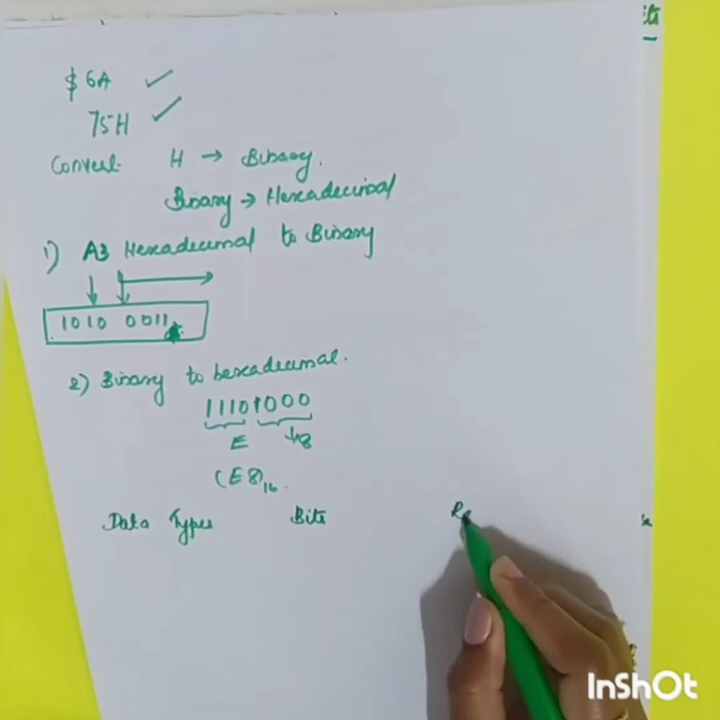 $ 6A
75H
Convert H → Binary.
Binary → Hexadecimal
1) A3 Hexadecimal to Binary
1010 0011
2) Binary to hexadecimal.
11101000
E 8
(E8)16.
Data Types Bits Re
InShOt